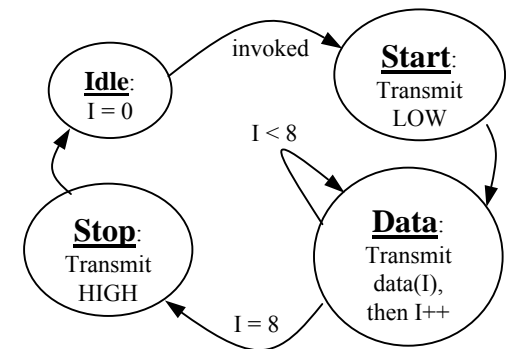 Idle:
I = 0
invoked
Start:
Transmit
LOW
I < 8
Data:
Transmit
data(I),
then I++
I = 8
Stop:
Transmit
HIGH